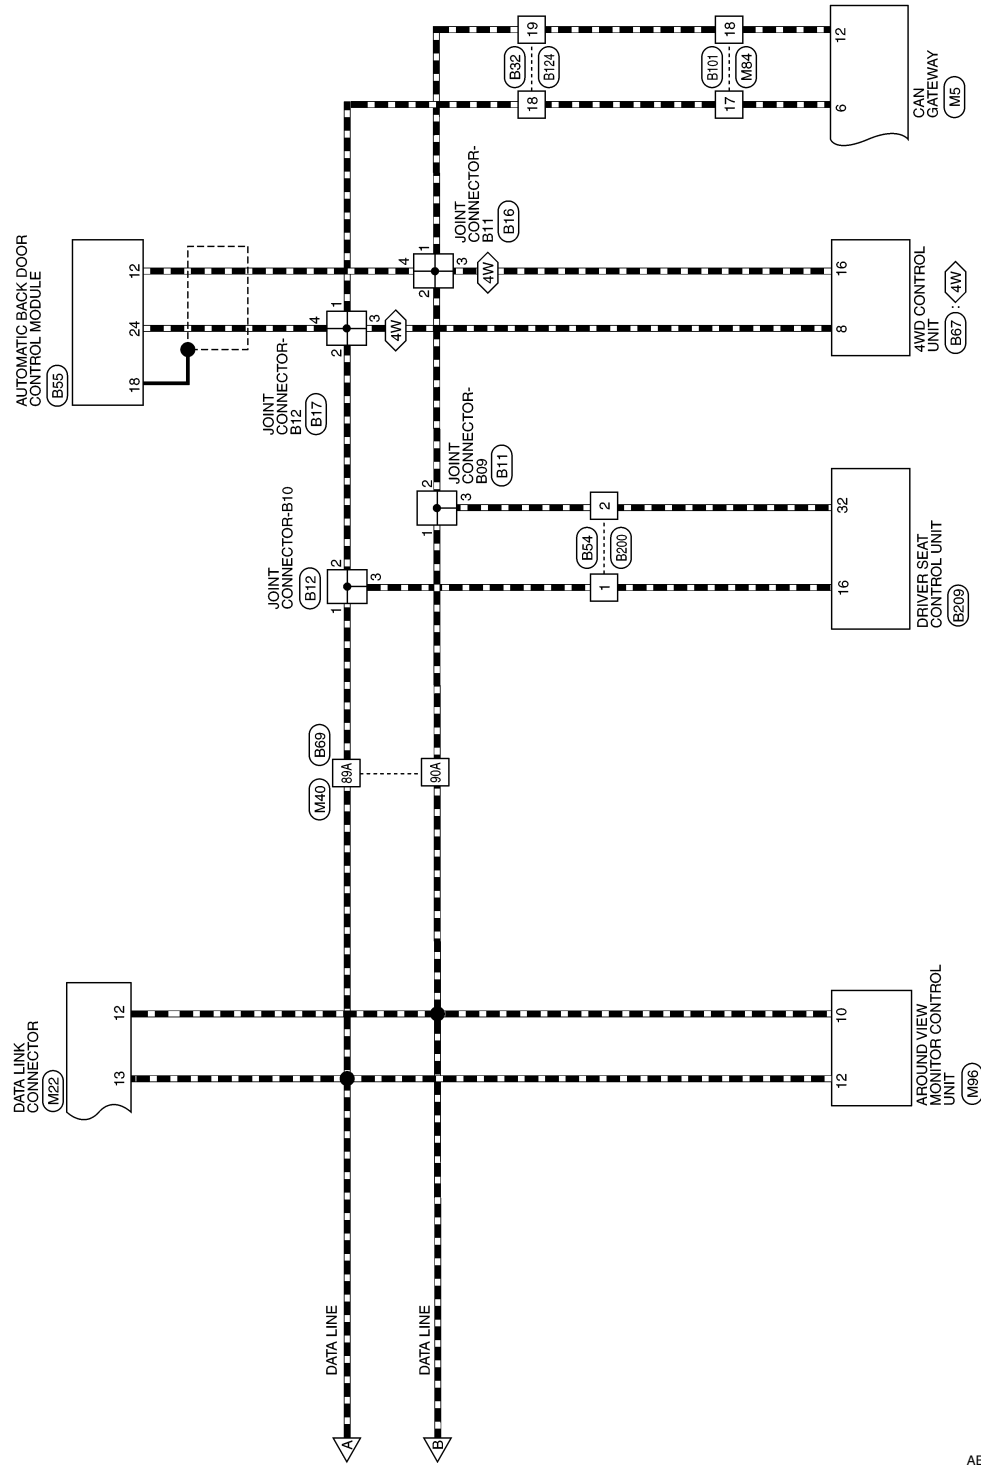 AUTOMATIC BACK DOOR
CONTROL MODULE
B55
12
24
18
DATA LINK
CONNECTOR
M22
12
13
19
B32
B124
18
18
B101
M84
17
12
6
CAN
GATEWAY
M5
JOINT
CONNECTOR-
B11
B16
4
1
2
3
4W
JOINT
CONNECTOR-
B12
B17
4
1
2
3
4W
16
8
4WD CONTROL
UNIT
B67 : 4W
JOINT
CONNECTOR-
B09
B11
2
3
1
JOINT
CONNECTOR-B10
B12
2
3
1
2
B54
B200
1
32
16
DRIVER SEAT
CONTROL UNIT
B209
B69
M40
89A
90A
10
12
AROUND VIEW
MONITOR CONTROL
UNIT
M96
DATA LINE
DATA LINE
A
B
AE